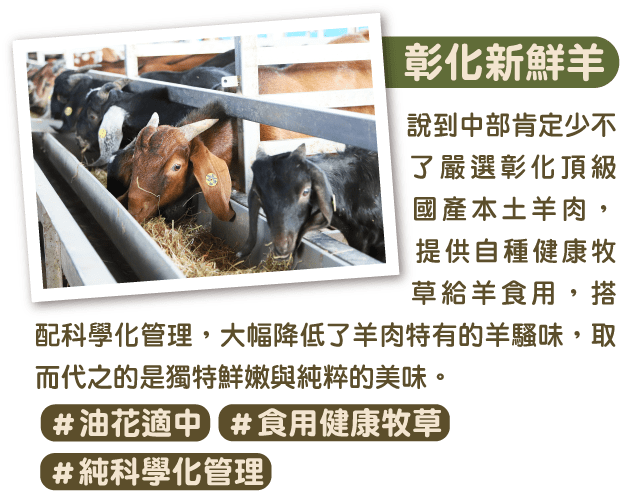 彰化新鮮羊
說到中部肯定少不
了嚴選彰化頂級
國產本土羊肉，
提供自種健康牧
草給羊食用，搭
配科學化管理，大幅降低了羊肉特有的羊騷味，取
而代之的是獨特鮮嫩與純粹的美味。
#油花適中 #食用健康牧草
#純科學化管理